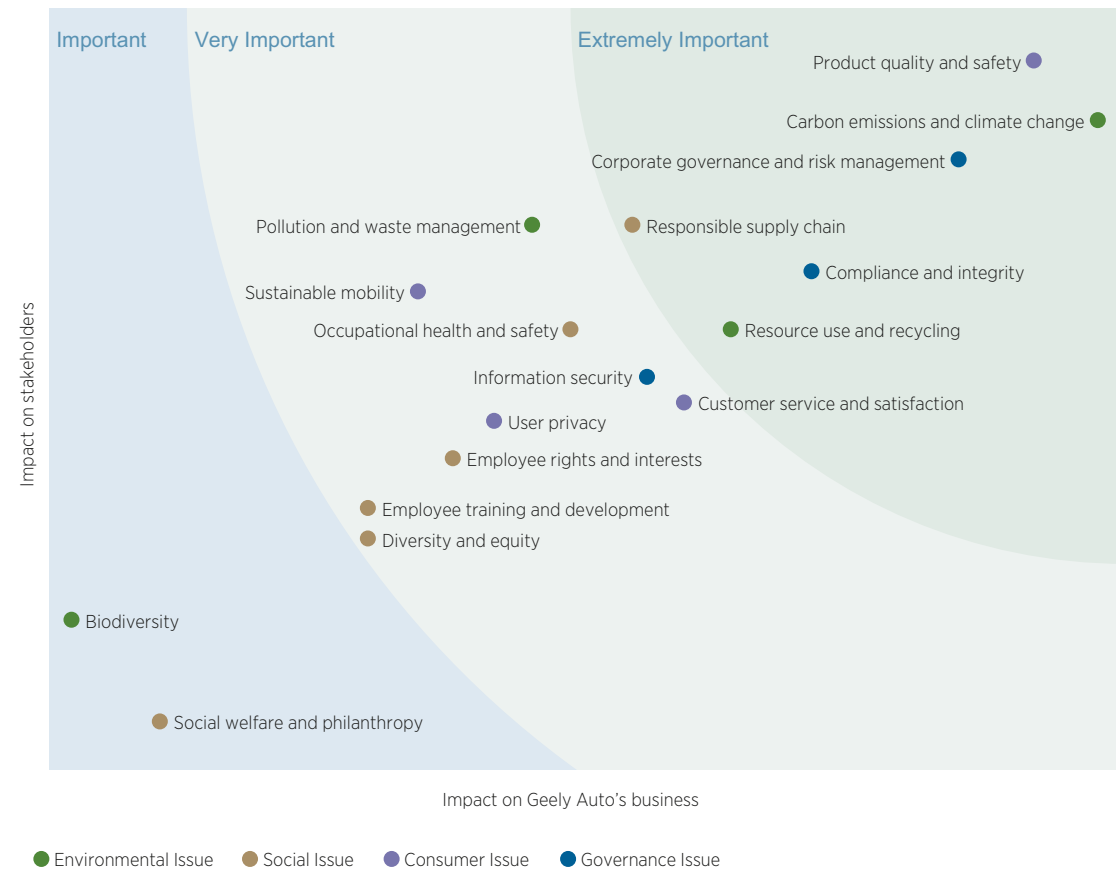 Important
Very Important
Extremely Important
Product quality and safety
Carbon emissions and climate change
Corporate governance and risk management
Pollution and waste management
Responsible supply chain
Compliance and integrity
Sustainable mobility
Occupational health and safety
Resource use and recycling
Information security
Customer service and satisfaction
User privacy
Employee rights and interests
Employee training and development
Diversity and equity
Biodiversity
Social welfare and philanthropy
Impact on stakeholders
Impact on Geely Auto’s business
Environmental Issue
Social Issue
Consumer Issue
Governance Issue